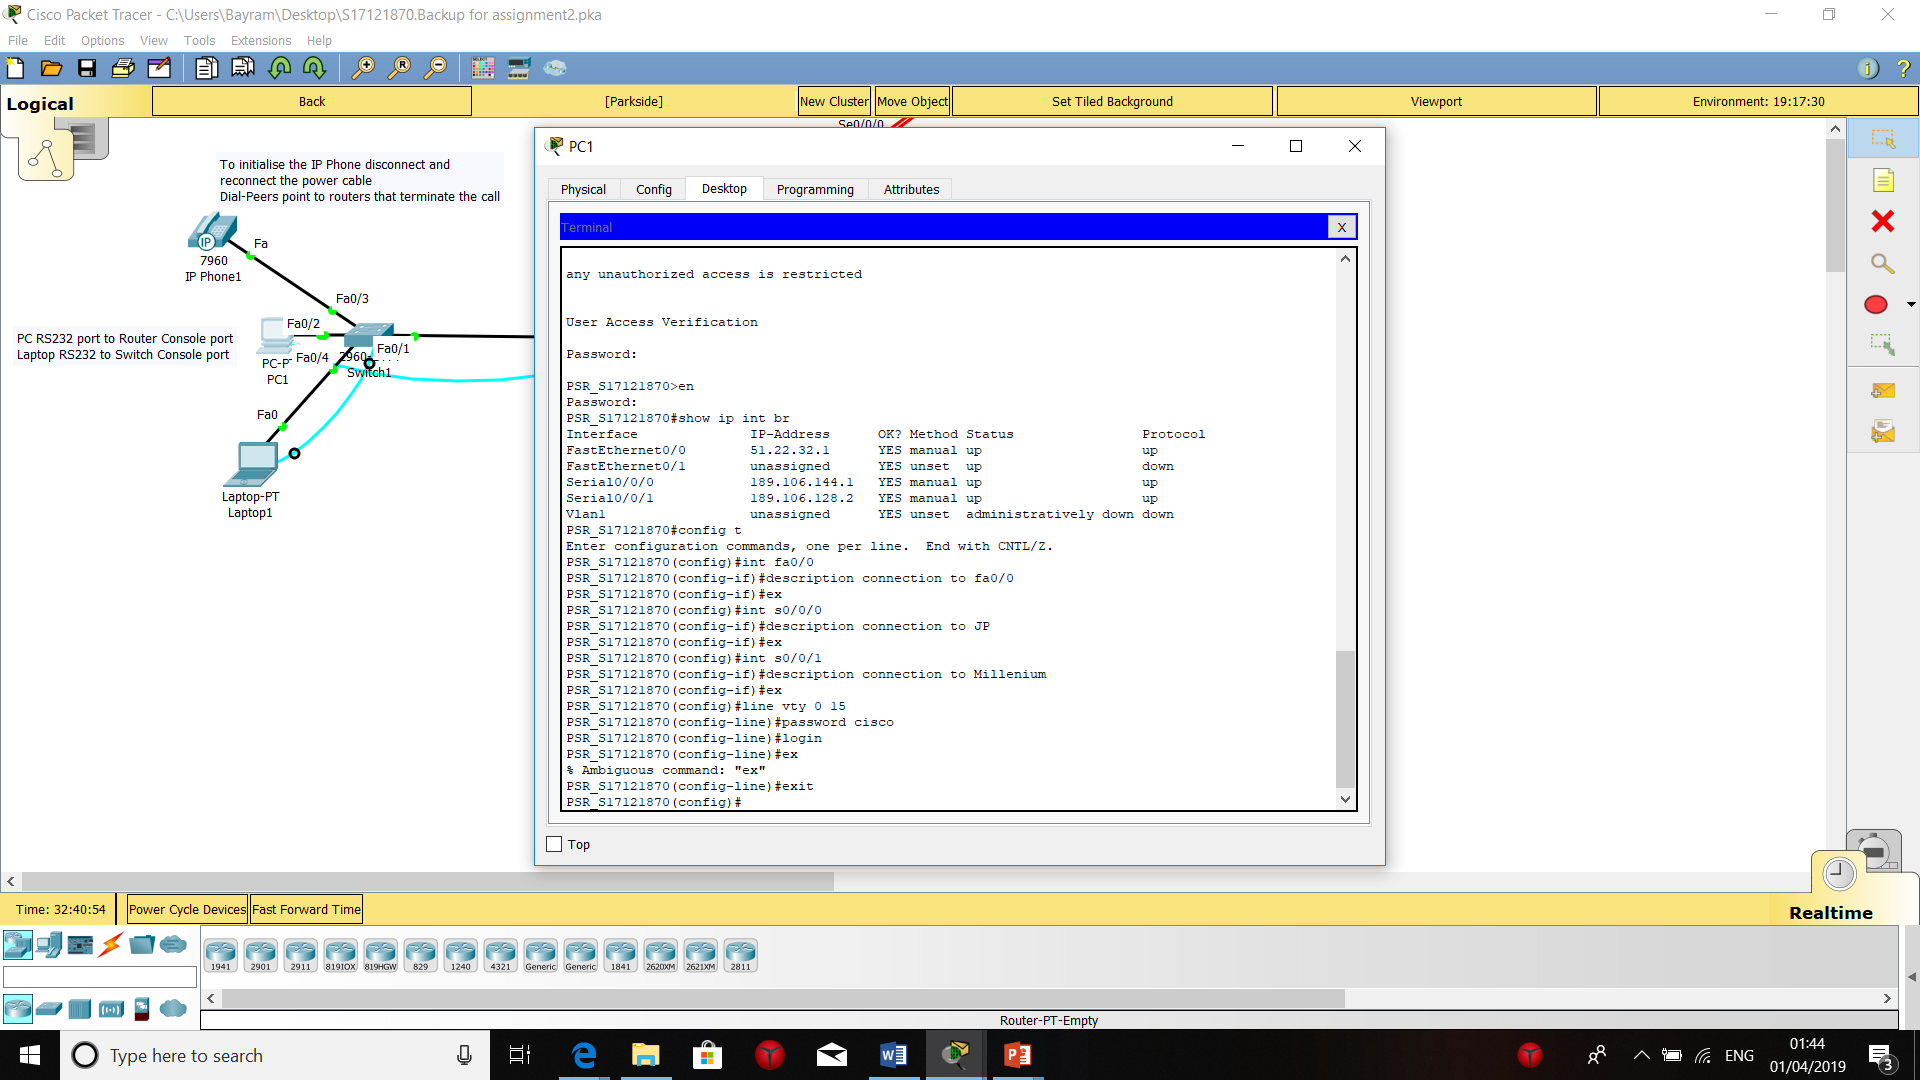 Cisco Packet Tracer - C:\Users\Bayram\Desktop\S17121870.Backup for assignment2.pka
File Edit Options View Tools Extensions Help
Logical
Back
[Parkside]
New Cluster
Move Object
Set Tiled Background
Viewport
Environment: 19:17:30
Se0/0/0
To initialise the IP Phone disconnect and
reconnect the power cable
Dial-Peers point to routers that terminate the call
IP
Fa
7960
IP Phone1
Fa0/3
Fa0/2
PC RS232 port to Router Console port
Laptop RS232 to Switch Console port
Fa0/1
Fa0/4
2960-
PC-P
Switch1
PC1
Fa0
Laptop-PT
Laptop1
PC1
Physical Config Desktop Programming Attributes
Terminal
X
any unauthorized access is restricted
User Access Verification
Password:
PSR_S17121870>en
Password:
PSR_S17121870#show ip int br
Interface IP-Address OK? Method Status Protocol
FastEthernet0/0 51.22.32.1 YES manual up up
FastEthernet0/1 unassigned YES unset up down
Serial0/0/0 189.106.144.1 YES manual up up
Serial0/0/1 189.106.128.2 YES manual up up
Vlan1 unassigned YES unset administratively down down
PSR_S17121870#config t
Enter configuration commands, one per line. End with CNTL/Z.
PSR_S17121870(config)#int fa0/0
PSR_S17121870(config-if)#description connection to fa0/0
PSR_S17121870(config-if)#ex
PSR_S17121870(config)#int s0/0/0
PSR_S17121870(config-if)#description connection to JP
PSR_S17121870(config-if)#ex
PSR_S17121870(config)#int s0/0/1
PSR_S17121870(config-if)#description connection to Millenium
PSR_S17121870(config-if)#ex
PSR_S17121870(config)#line vty 0 15
PSR_S17121870(config-line)#password cisco
PSR_S17121870(config-line)#login
PSR_S17121870(config-line)#ex
% Ambiguous command: "ex"
PSR_S17121870(config-line)#exit
PSR_S17121870(config)#
Top
Time: 32:40:54
Power Cycle Devices
Fast Forward Time
Realtime
1941 2901 2911 819IOX 819HGW 829 1240 4321 Generic Generic 1841 2620XM 2621XM 2811
Router-PT-Empty
Type here to search
ENG
01:44
01/04/2019
3